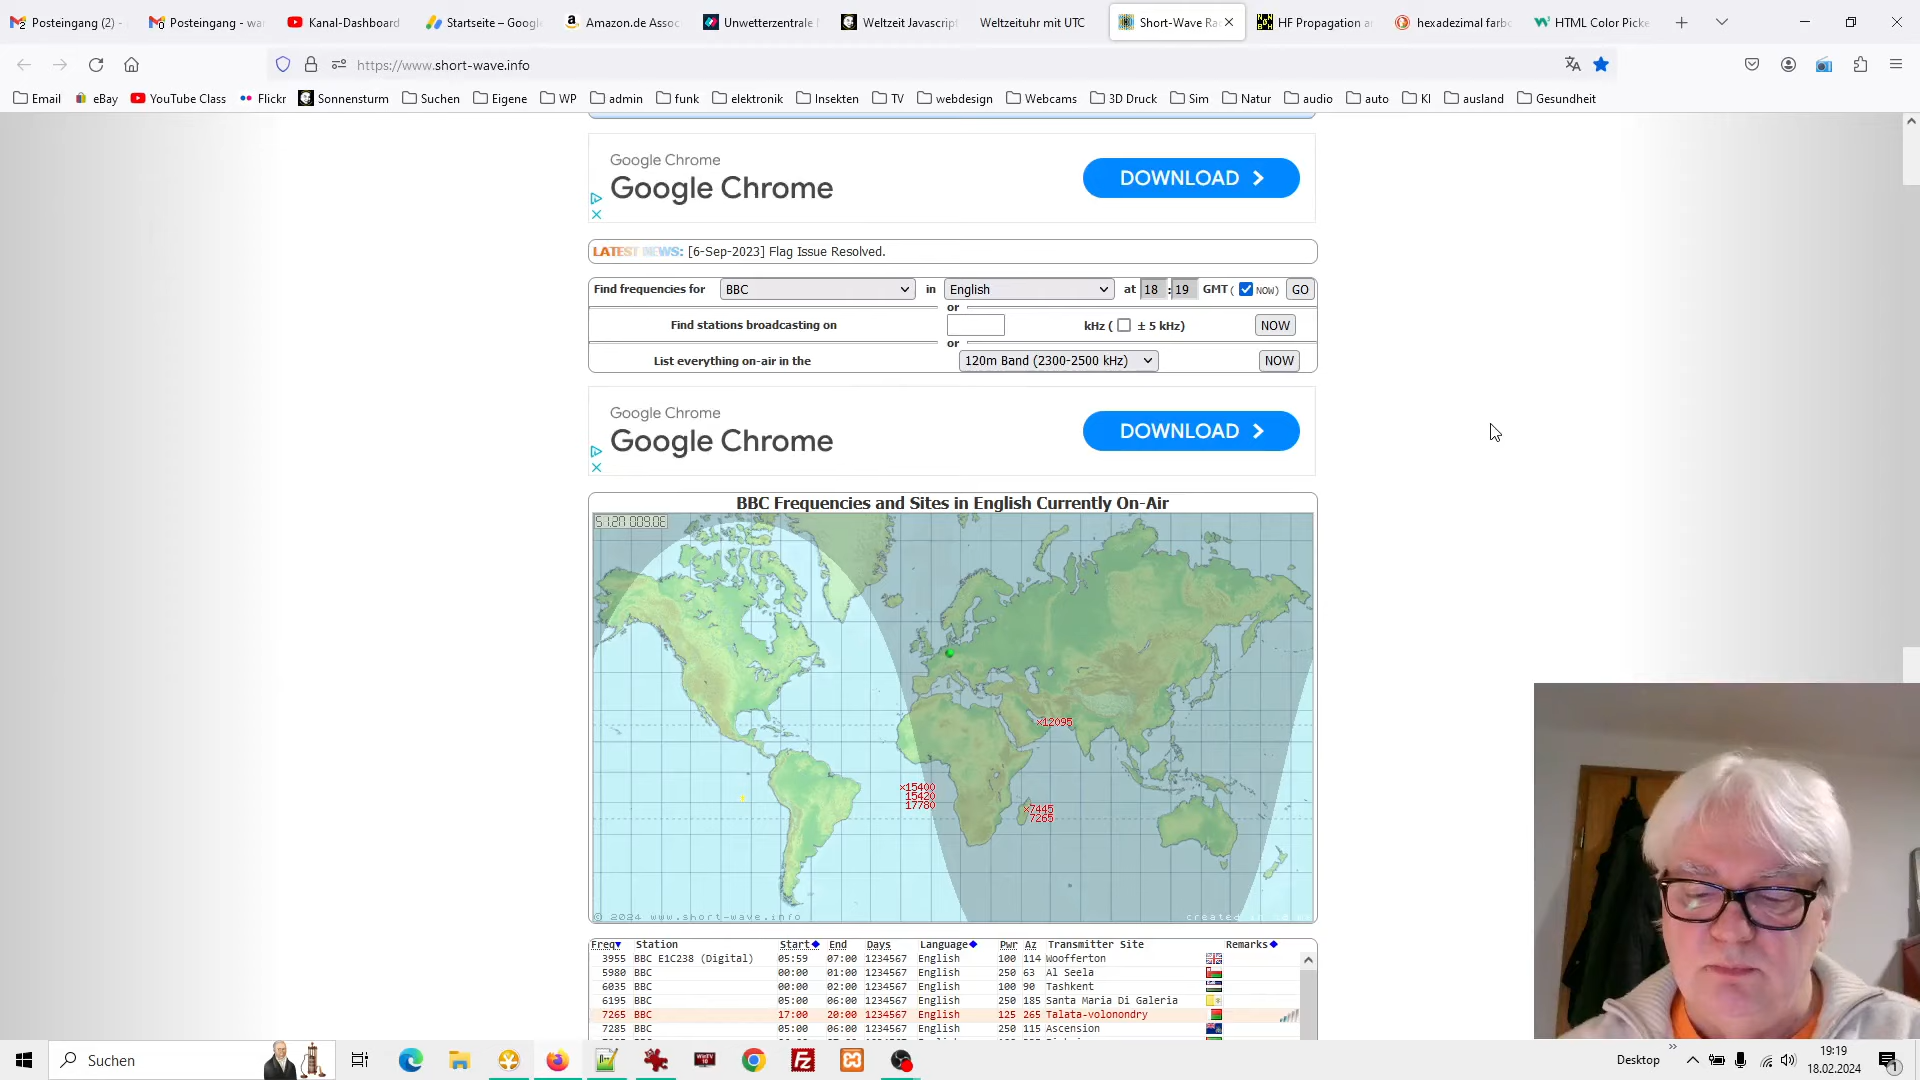 Posteingang (2) -
Posteingang - wa
Kanal-Dashboard
Startseite – Googl
Amazon.de Assoc
Unwetterzentrale
Weltzeit Javascrip
Weltzeituhr mit UTC
Short-Wave Ra
HF Propagation a
hexadezimal farb
HTML Color Picke
https://www.short-wave.info
Email
eBay
YouTube Class
Flickr
Sonnensturm
Suchen
Eigene
WP
admin
funk
elektronik
Insekten
TV
webdesign
Webcams
3D Druck
Sim
Natur
audio
auto
KI
ausland
Gesundheit
Google Chrome
Google Chrome
DOWNLOAD
LATEST NEWS: [6-Sep-2023] Flag Issue Resolved.
Find frequencies for BBC in English at 18 : 19 GMT ( NOW) GO
or
Find stations broadcasting on kHz ( ± 5 kHz) NOW
or
List everything on-air in the 120m Band (2300-2500 kHz) NOW
Google Chrome
Google Chrome
DOWNLOAD
BBC Frequencies and Sites in English Currently On-Air
×12095
×15400
15420
17780
×7445
7265
© 2024 www.short-wave.info
created in
Freq Station Start End Days Language Pwr Az Transmitter Site Remarks
3955 BBC E1C238 (Digital) 05:59 07:00 1234567 English 100 114 Woofferton
5980 BBC 00:00 01:00 1234567 English 250 63 Al Seela
6035 BBC 00:00 02:00 1234567 English 100 90 Tashkent
6195 BBC 05:00 06:00 1234567 English 250 185 Santa Maria Di Galeria
7265 BBC 17:00 20:00 1234567 English 125 265 Talata-volonondry
7285 BBC 05:00 06:00 1234567 English 250 115 Ascension
Suchen
WinTV
10
Desktop
19:19
18.02.2024
1